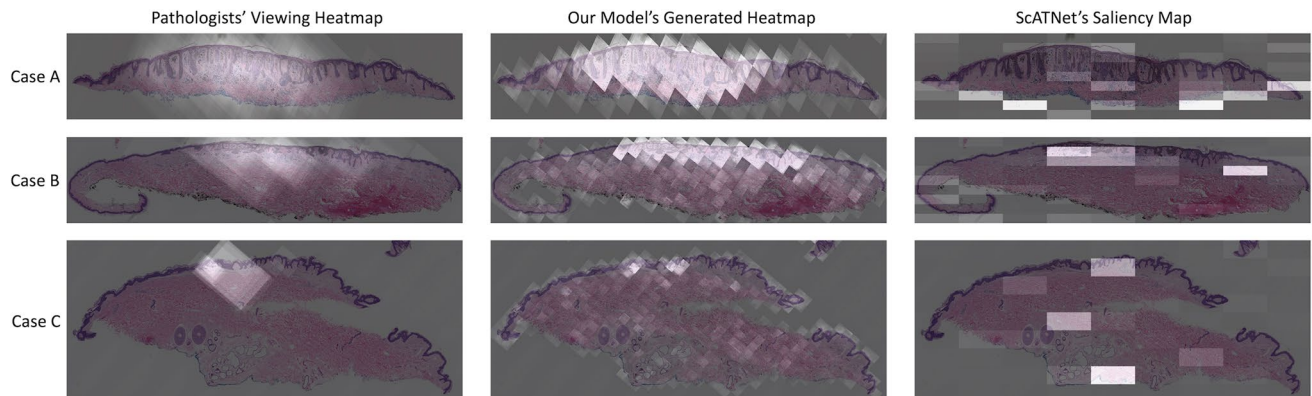 Pathologists' Viewing Heatmap
Our Model's Generated Heatmap
ScATNet's Saliency Map
Case A
Case B
Case C